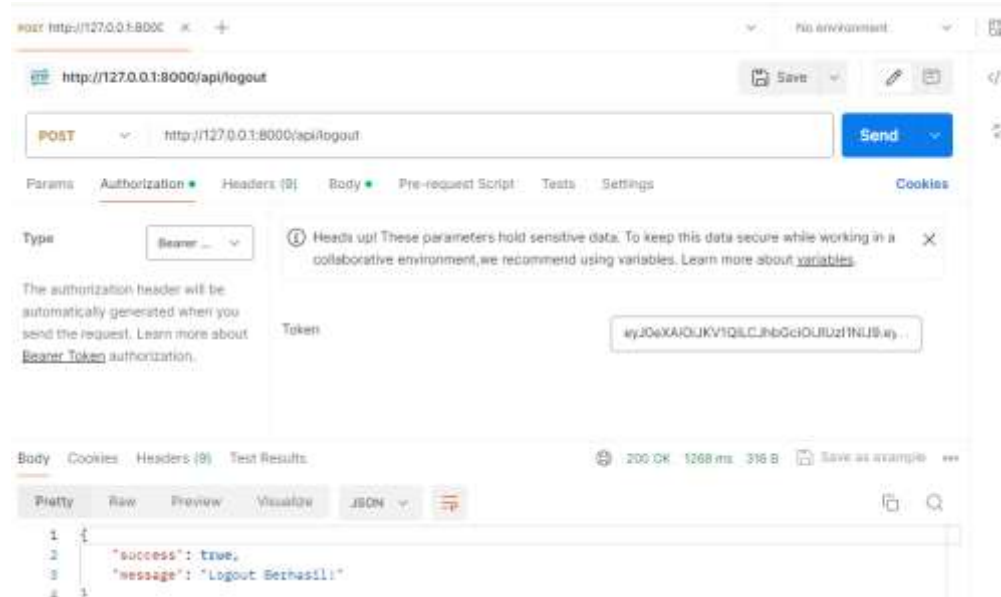 POST http://127.0.0.1:8000
No environment
http://127.0.0.1:8000/api/logout
Save
POST http://127.0.0.1:8000/api/logout
Send
Params Authorization Headers (9) Body Pre-request Script Tests Settings Cookies
Type
Bearer ...
Heads up! These parameters hold sensitive data. To keep this data secure while working in a
collaborative environment,we recommend using variables. Learn more about variables.
The authorization header will be
automatically generated when you
send the request. Learn more about
Bearer Token authorization.
Token
Body Cookies Headers (9) Test Results
200 OK 1268 ms 316 B Save as example
Pretty Raw Preview Visualize JSON
1 {
2 "success": true,
3 "message": "Logout Berhasil!"
4 }